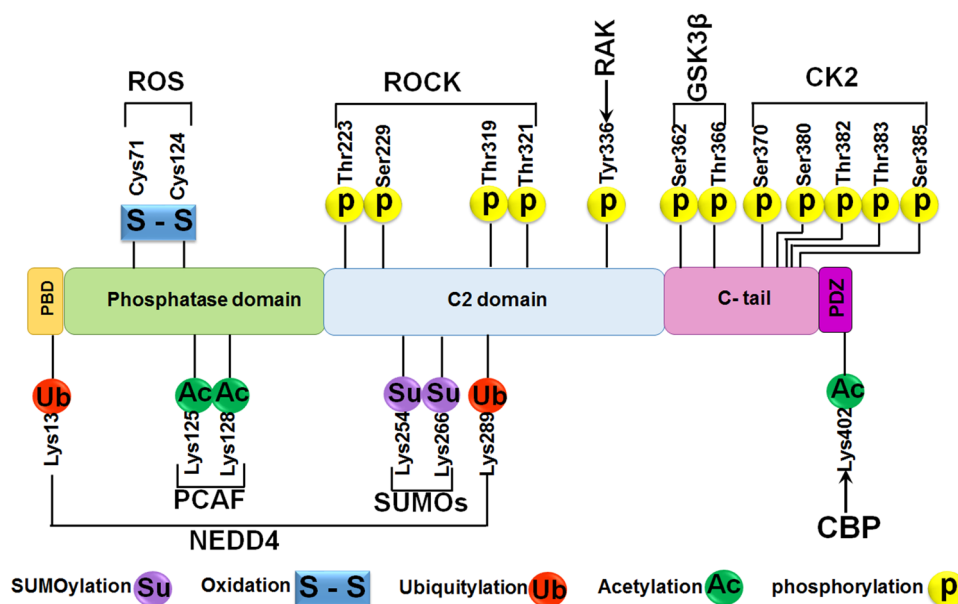 ROS
ROCK
RAK
GSK3β
CK2
Cys71
Cys124
Thr223
Ser229
Thr319
Thr321
Tyr336
Ser362
Thr366
Ser370
Ser380
Thr382
Thr383
Ser385
S - S
p
p
p
p
p
p
p
p
p
p
p
p
PBD
Phosphatase domain
C2 domain
C- tail
PDZ
Ub
Ac
Ac
Su
Su
Ub
Ac
Lys13
Lys125
Lys128
Lys254
Lys266
Lys289
Lys402
PCAF
SUMOs
NEDD4
CBP
SUMOylation Su
Oxidation S - S
Ubiquitylation Ub
Acetylation Ac
phosphorylation p